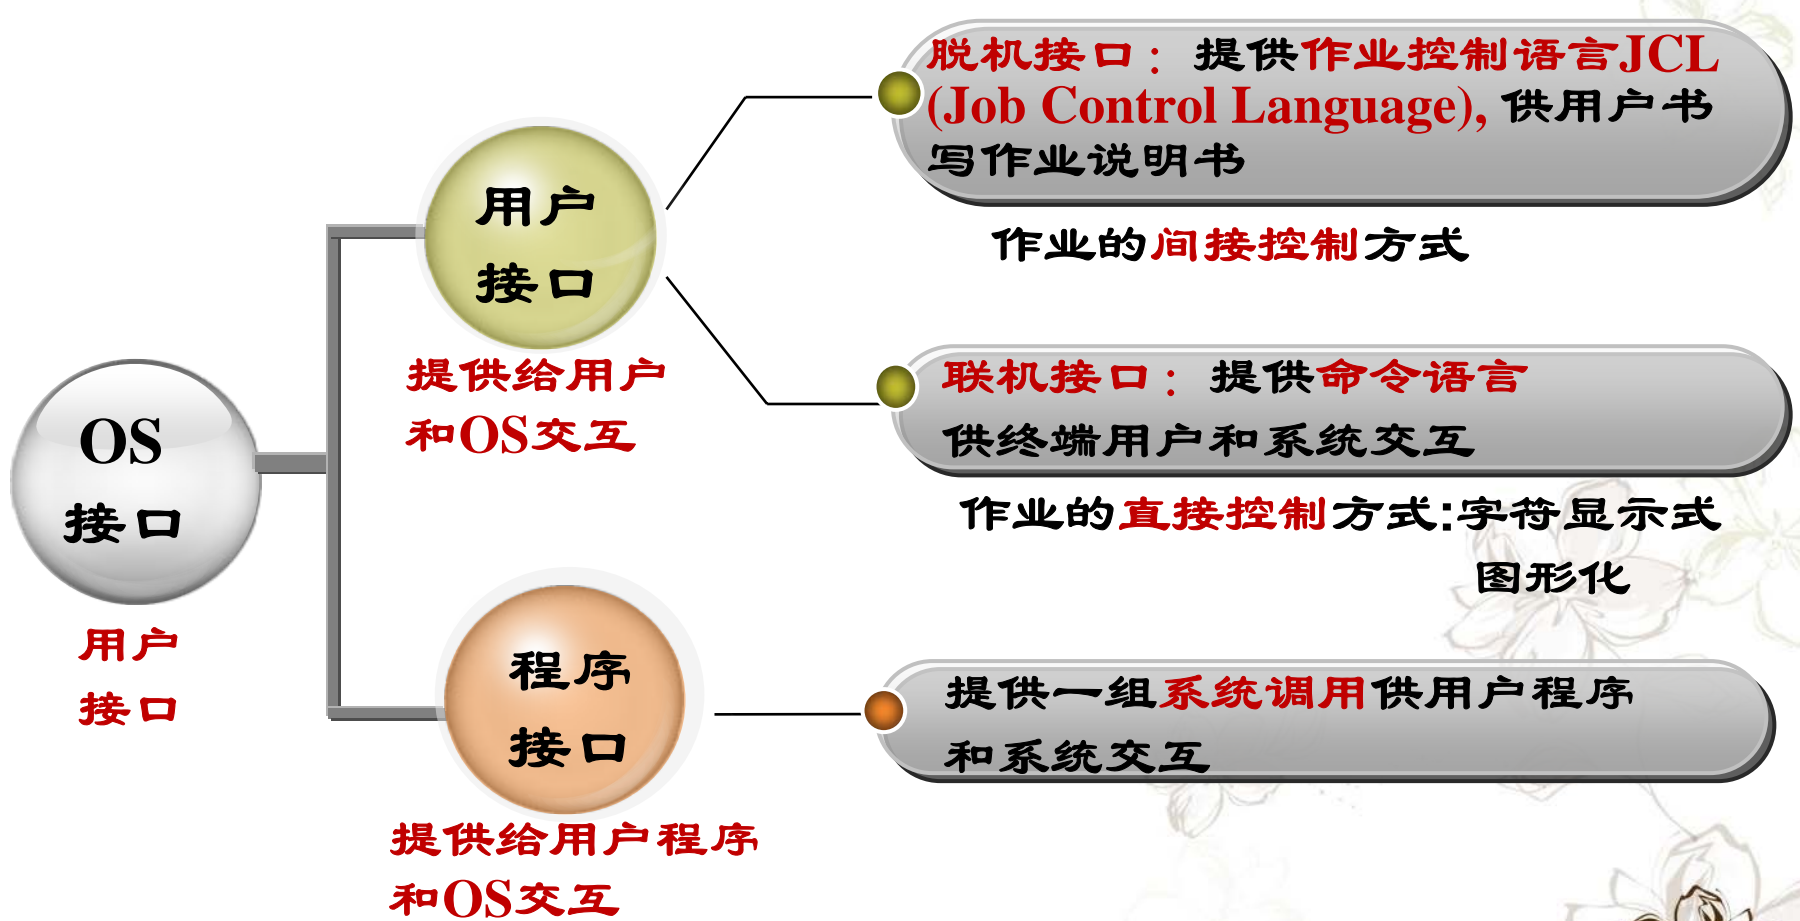 OS
接口
用户
接口
用户
接口
提供给用户
和OS交互
脱机接口：提供作业控制语言JCL
(Job Control Language), 供用户书
写作业说明书
作业的间接控制方式
联机接口：提供命令语言
供终端用户和系统交互
作业的直接控制方式:字符显示式
图形化
程序
接口
提供给用户程序
和OS交互
提供一组系统调用供用户程序
和系统交互